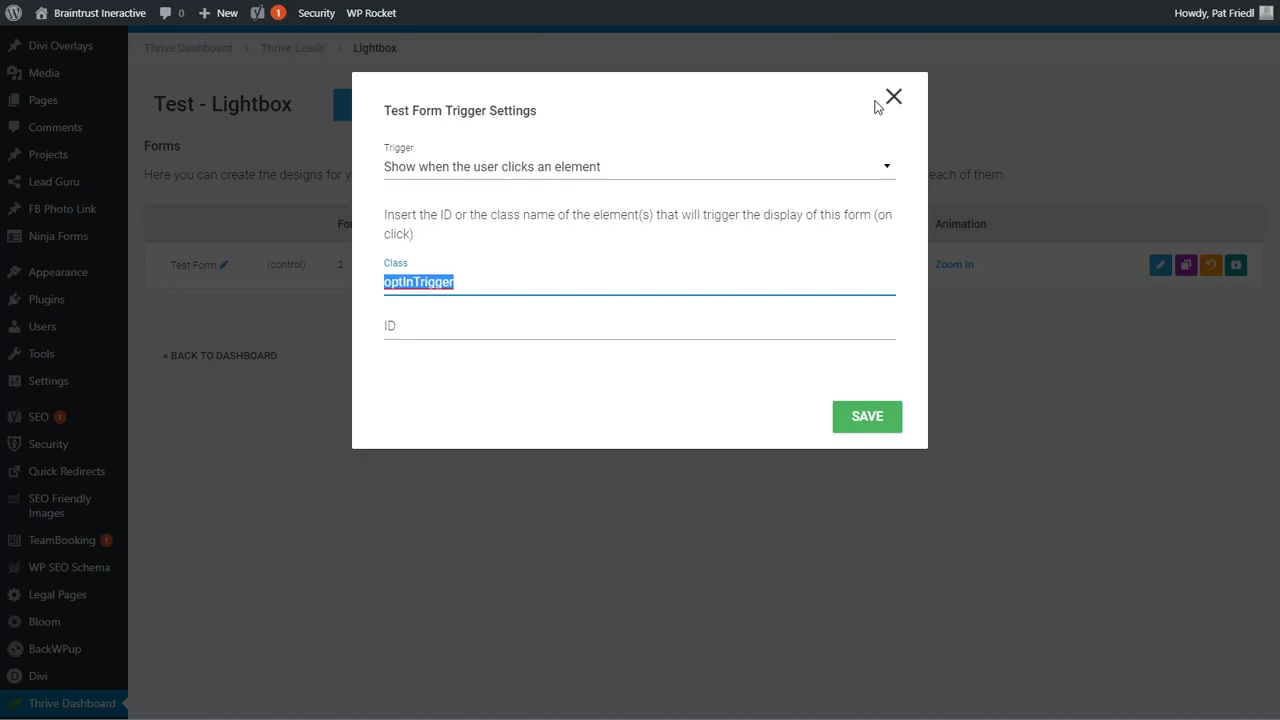 Braintrust Ineractive
0
New
1
Security
WP Rocket
Howdy, Pat Friedl
Divi Overlays
Media
Pages
Comments
Projects
Lead Guru
FB Photo Link
Ninja Forms
Appearance
Plugins
Users
Tools
Settings
SEO 1
Security
Quick Redirects
SEO Friendly
Images
TeamBooking 1
WP SEO Schema
Legal Pages
Bloom
BackWPup
Divi
Thrive Dashboard
Thrive Dashboard
Thrive Leads
Lightbox
Test - Lightbox
Forms
Here you can create the designs for y
each of them.
For
Animation
Test Form
(control)
2
Zoom In
« BACK TO DASHBOARD
Test Form Trigger Settings
Trigger
Show when the user clicks an element
Insert the ID or the class name of the element(s) that will trigger the display of this form (on
click)
Class
optInTrigger
ID
SAVE